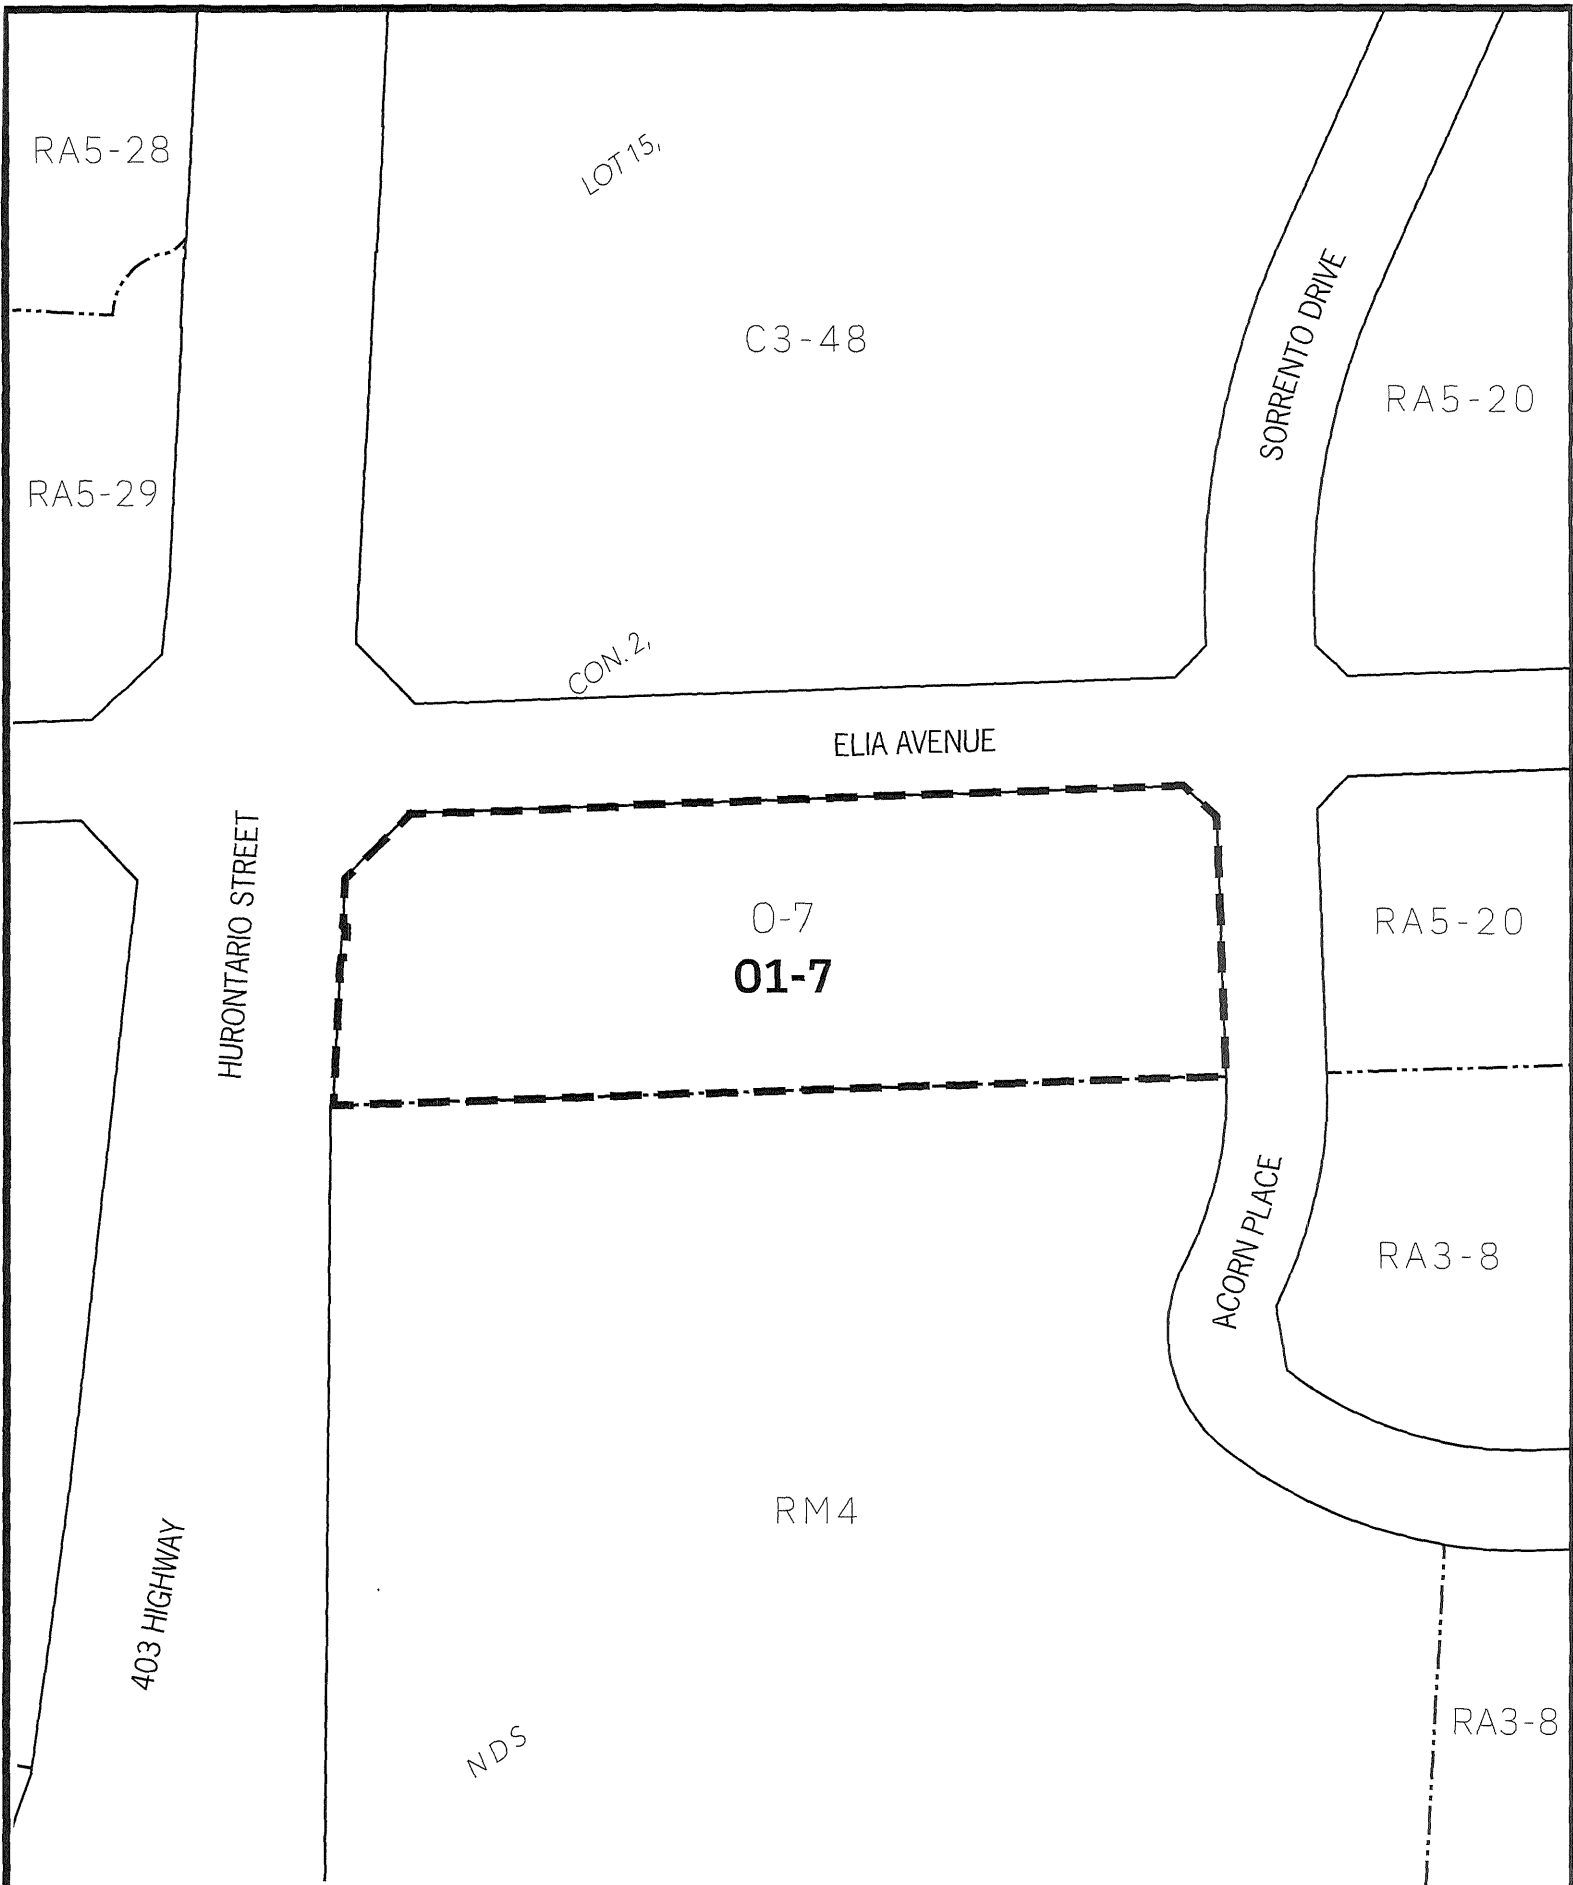 RA5-28
LOT 15,
C3-48
SORRENTO DRIVE
RA5-20
RA5-29
CON. 2,
ELIA AVENUE
HURONTARIO STREET
O-7
O1-7
RA5-20
ACORN PLACE
RA3-8
RM4
403 HIGHWAY
NDS
RA3-8